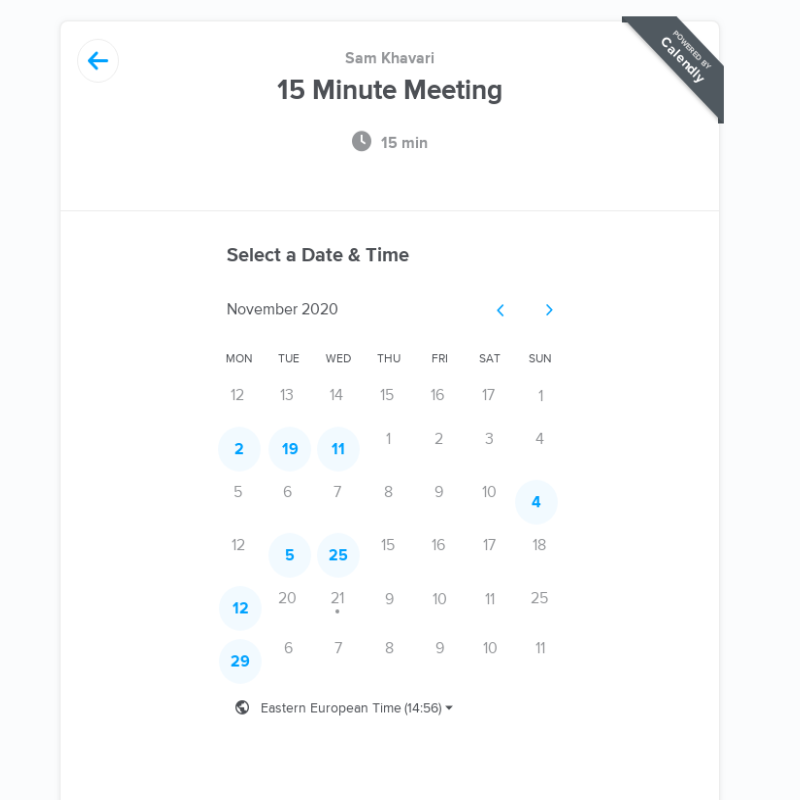 POWERED BY
Calendly
Sam Khavari
15 Minute Meeting
15 min
Select a Date & Time
November 2020
MON TUE WED THU FRI SAT SUN
12 13 14 15 16 17 1
2 19 11 1 2 3 4
5 6 7 8 9 10 4
12 5 25 15 16 17 18
12 20 21 9 10 11 25
29 6 7 8 9 10 11
Eastern European Time (14:56)